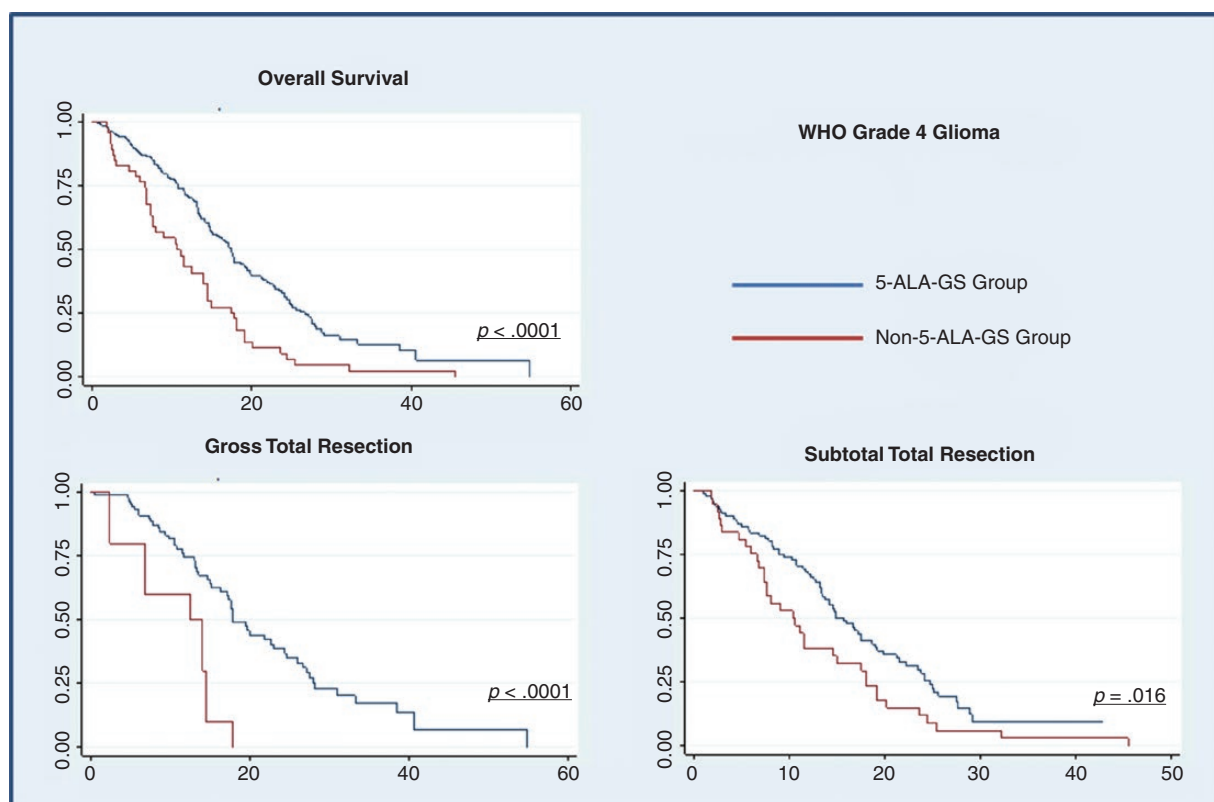 Overall Survival
1.00
0.75
0.50
0.25
0.00
p < .0001
0 20 40 60
WHO Grade 4 Glioma
5-ALA-GS Group
Non-5-ALA-GS Group
Gross Total Resection
1.00
0.75
0.50
0.25
0.00
p < .0001
0 20 40 60
Subtotal Total Resection
1.00
0.75
0.50
0.25
0.00
p = .016
0 10 20 30 40 50